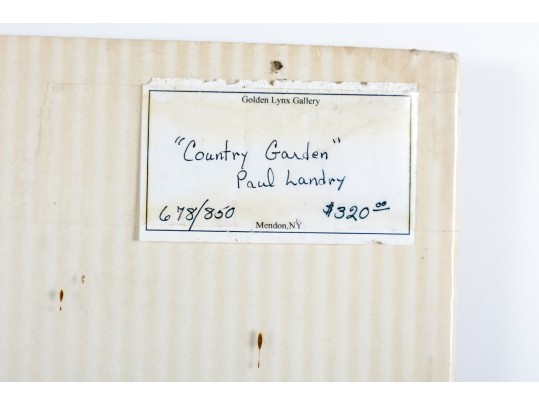 Golden Lynx Gallery
"Country Garden"
Paul Landry
678/850 $320.00
Mendon,NY